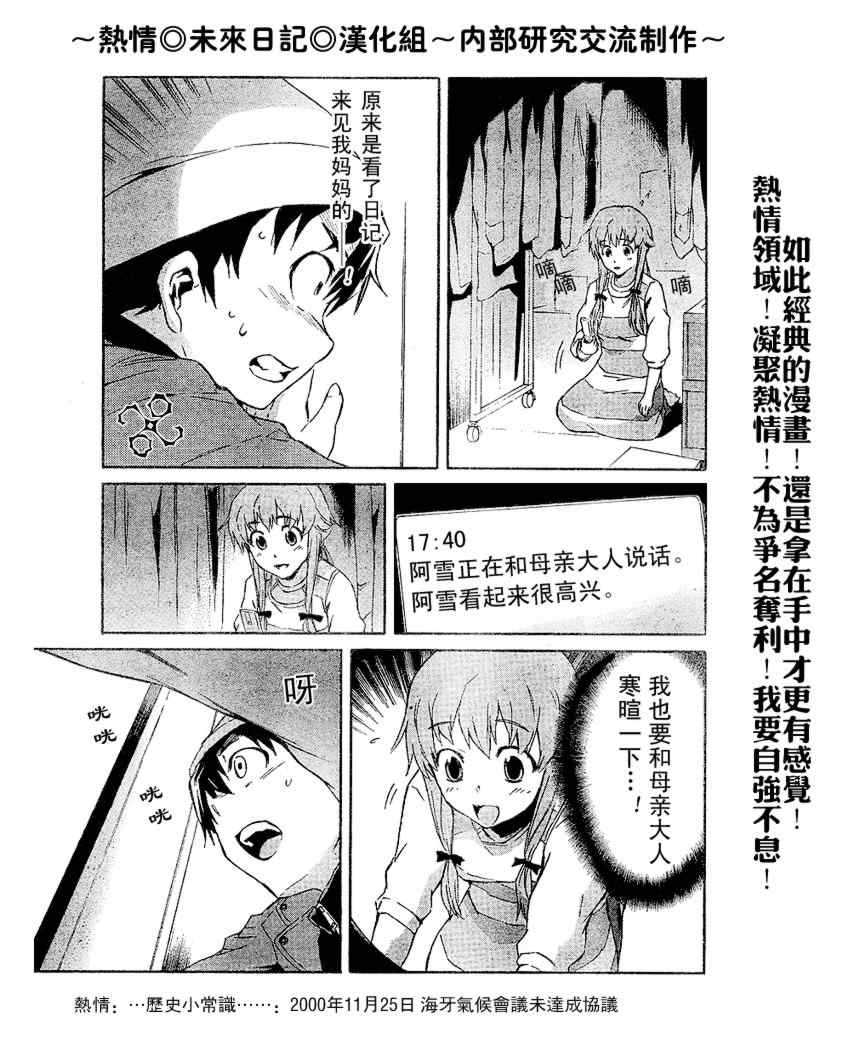 ～熱情◎未來日記◎漢化組～内部研究交流制作～
嘀
嘀
嘀
原来是看了日记
来见我妈妈的
！
17:40
阿雪正在和母亲大人说话。
阿雪看起来很高兴。
我也要和母亲大人
寒暄一下…！
呀
咣
咣
咣
咣
如此經典的漫畫！還是拿在手中才更有感覺！
熱情領域！凝聚熱情！不為爭名奪利！我要自強不息！
熱情：…歷史小常識……：2000年11月25日 海牙氣候會議未達成協議